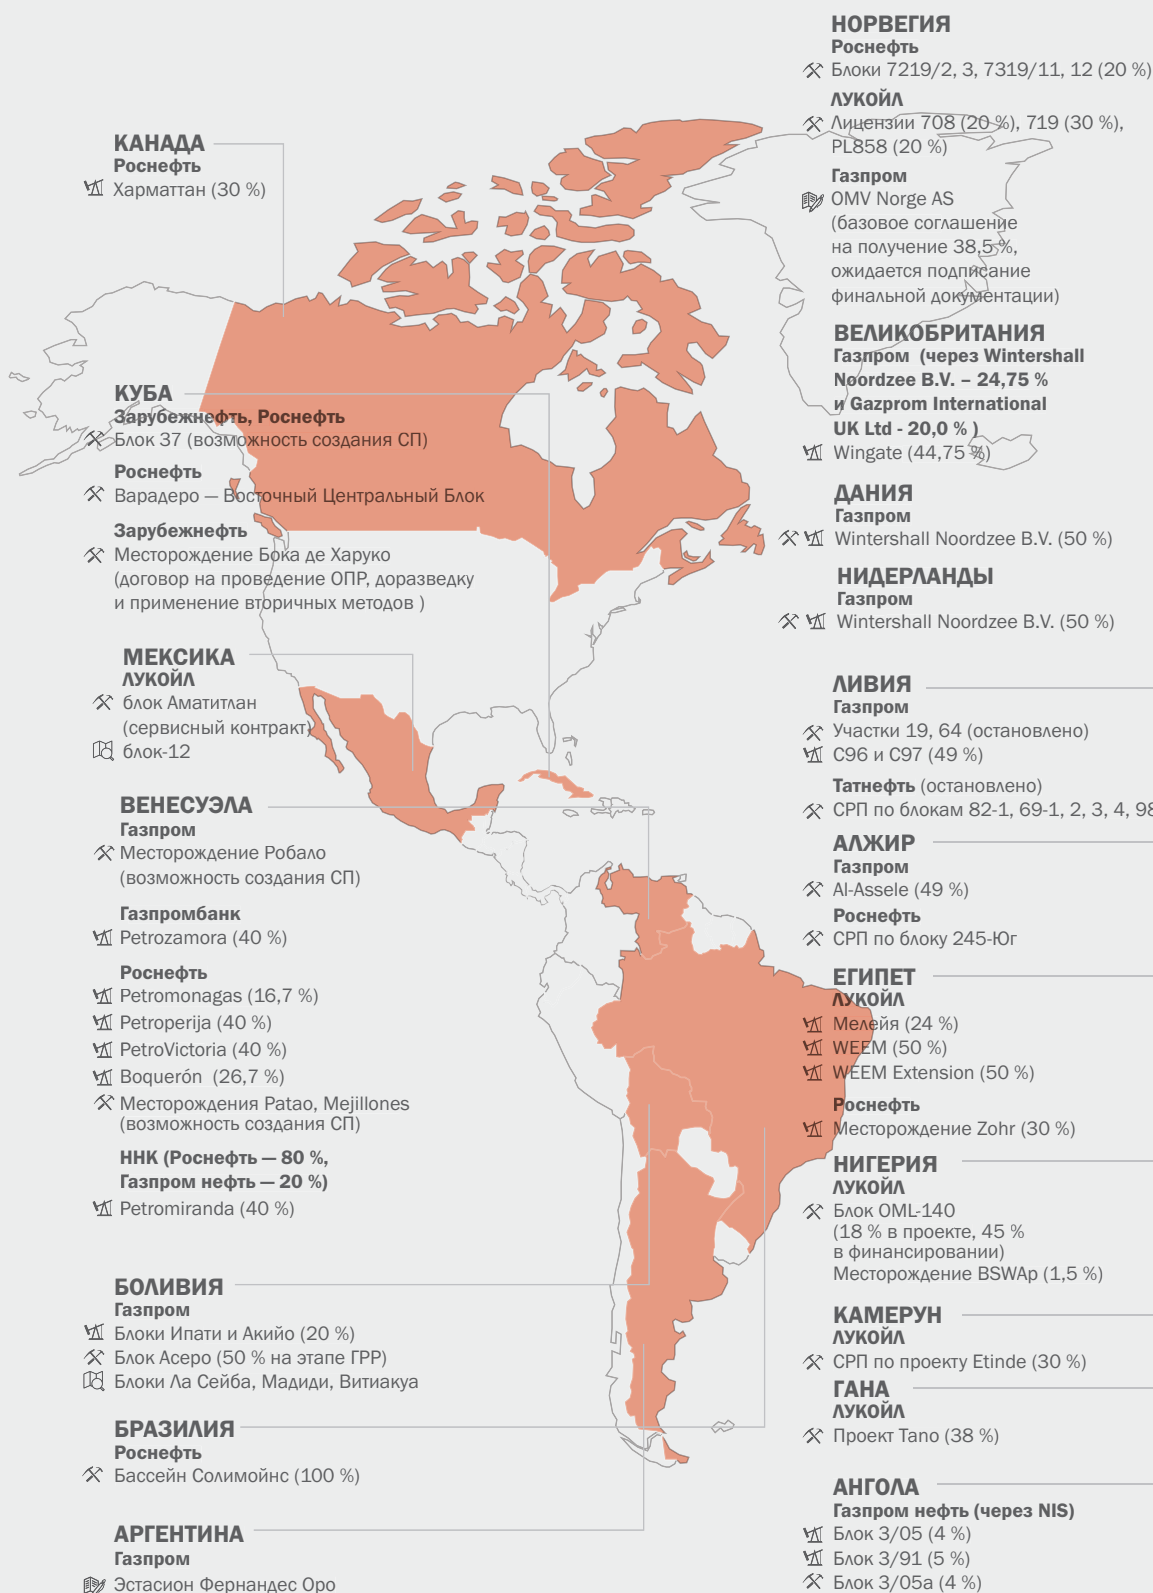 КАНАДА
Роснефть
Харматтан (30 %)
КУБА
Зарубежнефть, Роснефть
Блок 37 (возможность создания СП)
Роснефть
Варадеро — Восточный Центральный Блок
Зарубежнефть
Месторождение Бока де Харуко
(договор на проведение ОПР, доразведку
и применение вторичных методов )
МЕКСИКА
ЛУКОЙЛ
блок Аматитлан
(сервисный контракт)
блок-12
ВЕНЕСУЭЛА
Газпром
Месторождение Робало
(возможность создания СП)
Газпромбанк
Petrozamora (40 %)
Роснефть
Petromonagas (16,7 %)
Petroperija (40 %)
PetroVictoria (40 %)
Boquerón (26,7 %)
Месторождения Patao, Mejillones
(возможность создания СП)
ННК (Роснефть — 80 %,
Газпром нефть — 20 %)
Petromiranda (40 %)
БОЛИВИЯ
Газпром
Блоки Ипати и Акийо (20 %)
Блок Асеро (50 % на этапе ГРР)
Блоки Ла Сейба, Мадиди, Витиакуа
БРАЗИЛИЯ
Роснефть
Бассейн Солимойнс (100 %)
АРГЕНТИНА
Газпром
Эстасион Фернандес Оро
НОРВЕГИЯ
Роснефть
Блоки 7219/2, 3, 7319/11, 12 (20 %)
ЛУКОЙЛ
Лицензии 708 (20 %), 719 (30 %),
PL858 (20 %)
Газпром
OMV Norge AS
(базовое соглашение
на получение 38,5 %,
ожидается подписание
финальной документации)
ВЕЛИКОБРИТАНИЯ
Газпром (через Wintershall
Noordzee B.V. – 24,75 %
и Gazprom International
UK Ltd - 20,0 % )
Wingate (44,75 %)
ДАНИЯ
Газпром
Wintershall Noordzee B.V. (50 %)
НИДЕРЛАНДЫ
Газпром
Wintershall Noordzee B.V. (50 %)
ЛИВИЯ
Газпром
Участки 19, 64 (остановлено)
С96 и С97 (49 %)
Татнефть (остановлено)
СРП по блокам 82-1, 69-1, 2, 3, 4, 98
АЛЖИР
Газпром
Al-Assele (49 %)
Роснефть
СРП по блоку 245-Юг
ЕГИПЕТ
ЛУКОЙЛ
Мелейя (24 %)
WEEM (50 %)
WEEM Extension (50 %)
Роснефть
Месторождение Zohr (30 %)
НИГЕРИЯ
ЛУКОЙЛ
Блок OML-140
(18 % в проекте, 45 %
в финансировании)
Месторождение BSWAp (1,5 %)
КАМЕРУН
ЛУКОЙЛ
СРП по проекту Etinde (30 %)
ГАНА
ЛУКОЙЛ
Проект Tano (38 %)
АНГОЛА
Газпром нефть (через NIS)
Блок 3/05 (4 %)
Блок 3/91 (5 %)
Блок 3/05a (4 %)